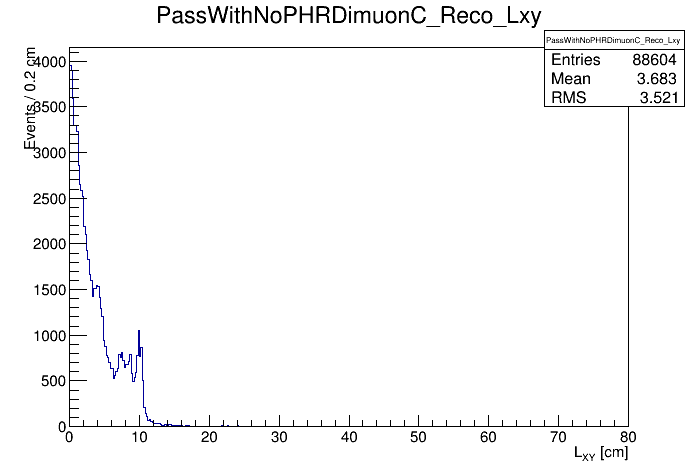 PassWithNoPHRDimuonC_Reco_Lxy
PassWithNoPHRDimuonC_Reco_Lxy
Entries 88604
Mean 3.683
RMS 3.521
Events / 0.2 cm
4000
3500
3000
2500
2000
1500
1000
500
0
0 10 20 30 40 50 60 70 80
L_XY [cm]